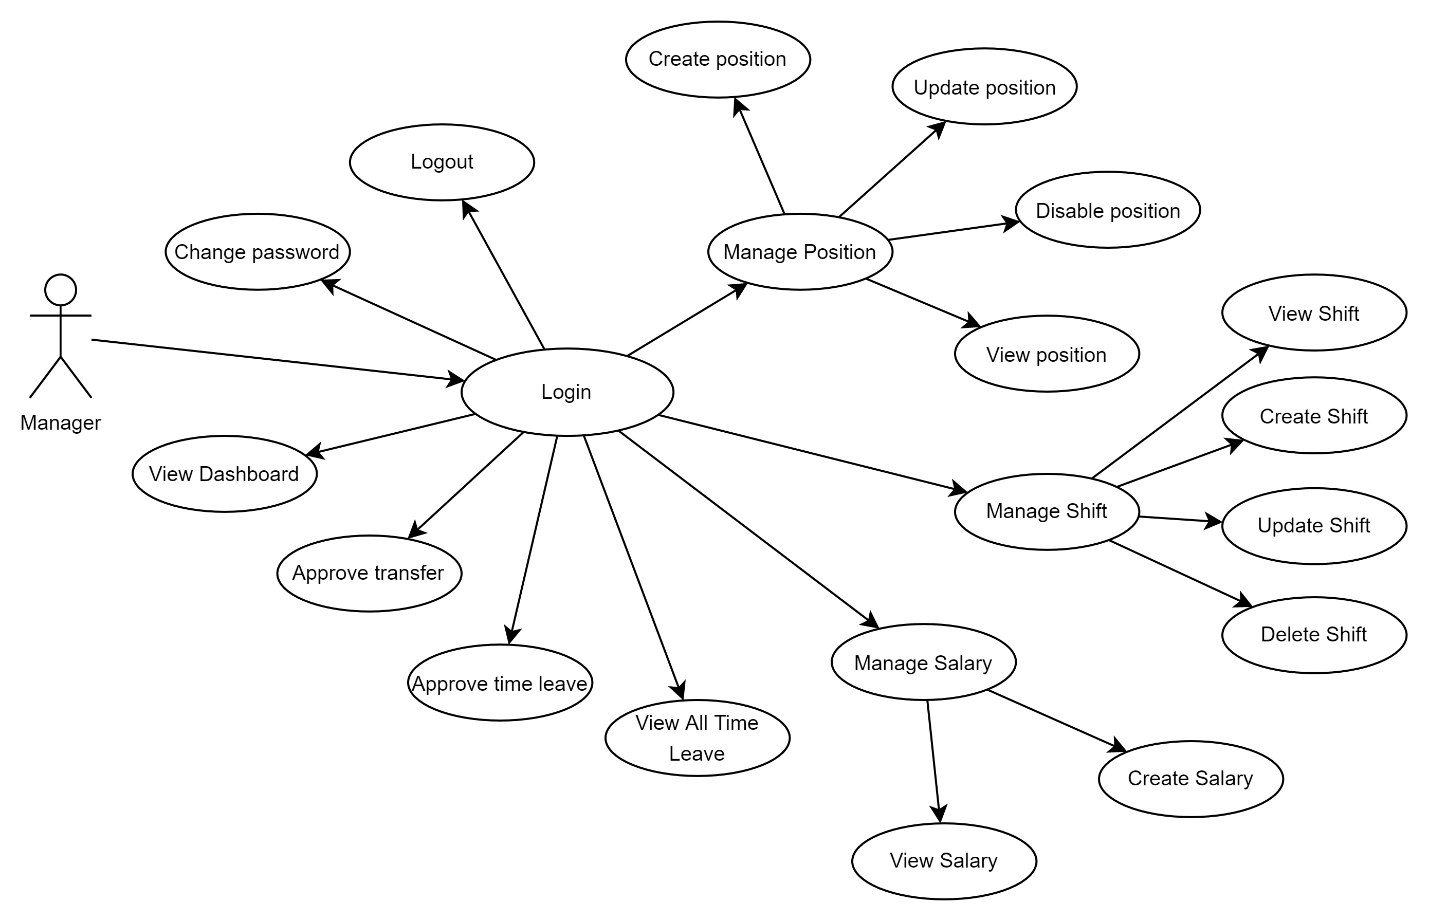 Create position
Update position
Logout
Disable position
Change password
Manage Position
View Shift
View position
Login
Create Shift
Manager
View Dashboard
Manage Shift
Update Shift
Approve transfer
Delete Shift
Manage Salary
Approve time leave
View All Time
Leave
Create Salary
View Salary